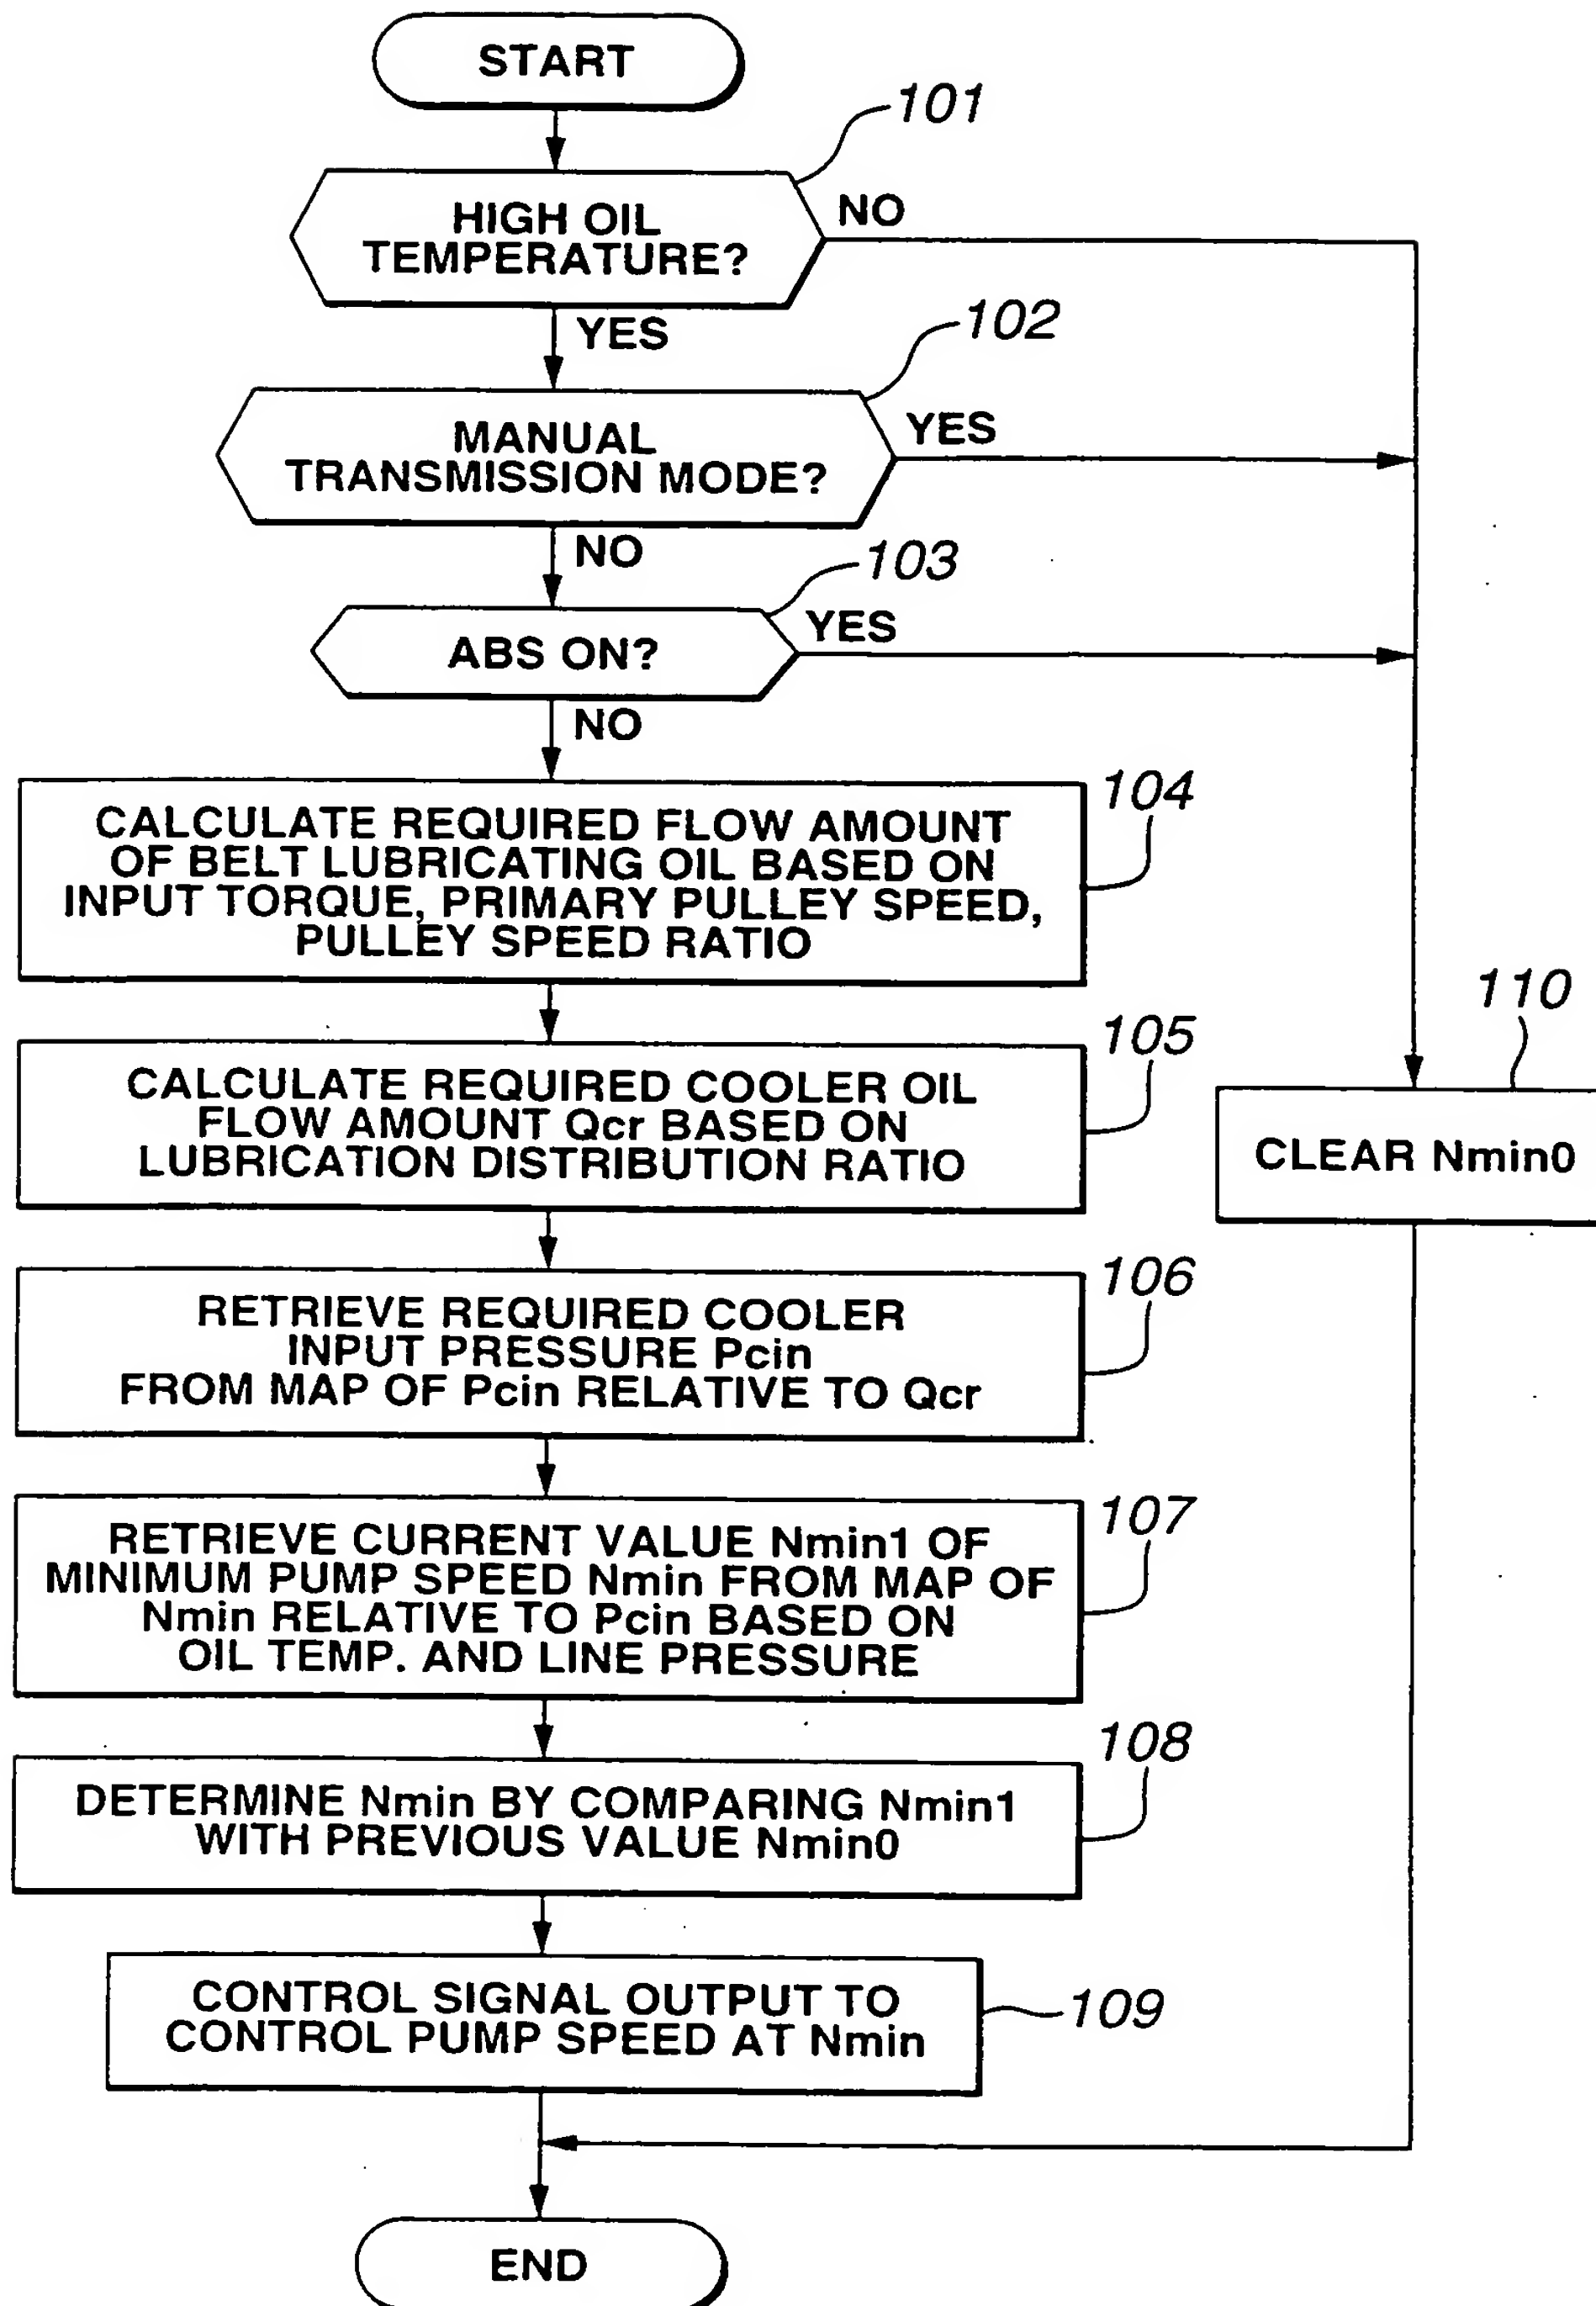 START
101
HIGH OIL
TEMPERATURE?
NO
YES
102
MANUAL
TRANSMISSION MODE?
YES
NO
103
ABS ON?
YES
NO
104
CALCULATE REQUIRED FLOW AMOUNT
OF BELT LUBRICATING OIL BASED ON
INPUT TORQUE, PRIMARY PULLEY SPEED,
PULLEY SPEED RATIO
105
CALCULATE REQUIRED COOLER OIL
FLOW AMOUNT Qcr BASED ON
LUBRICATION DISTRIBUTION RATIO
110
CLEAR Nmin0
106
RETRIEVE REQUIRED COOLER
INPUT PRESSURE Pcin
FROM MAP OF Pcin RELATIVE TO Qcr
107
RETRIEVE CURRENT VALUE Nmin1 OF
MINIMUM PUMP SPEED Nmin FROM MAP OF
Nmin RELATIVE TO Pcin BASED ON
OIL TEMP. AND LINE PRESSURE
108
DETERMINE Nmin BY COMPARING Nmin1
WITH PREVIOUS VALUE Nmin0
CONTROL SIGNAL OUTPUT TO
CONTROL PUMP SPEED AT Nmin
109
END